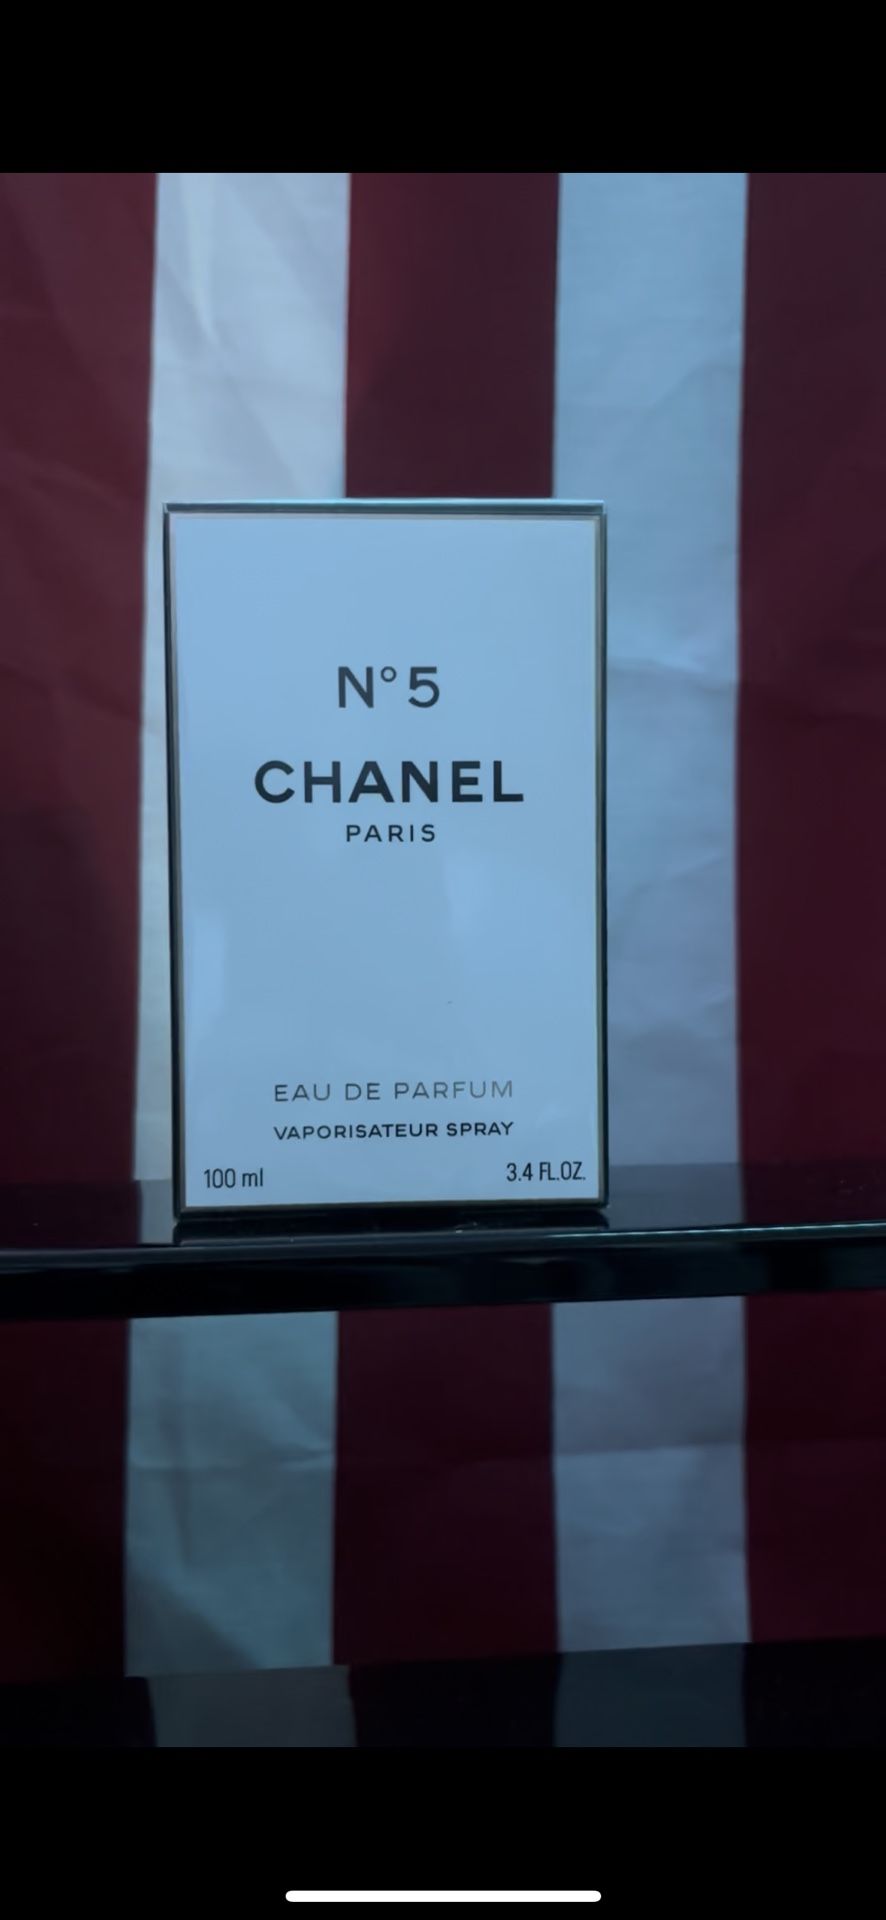 N°5
CHANEL
PARIS
EAU DE PARFUM
VAPORISATEUR SPRAY
100 ml 3.4 FL.OZ.